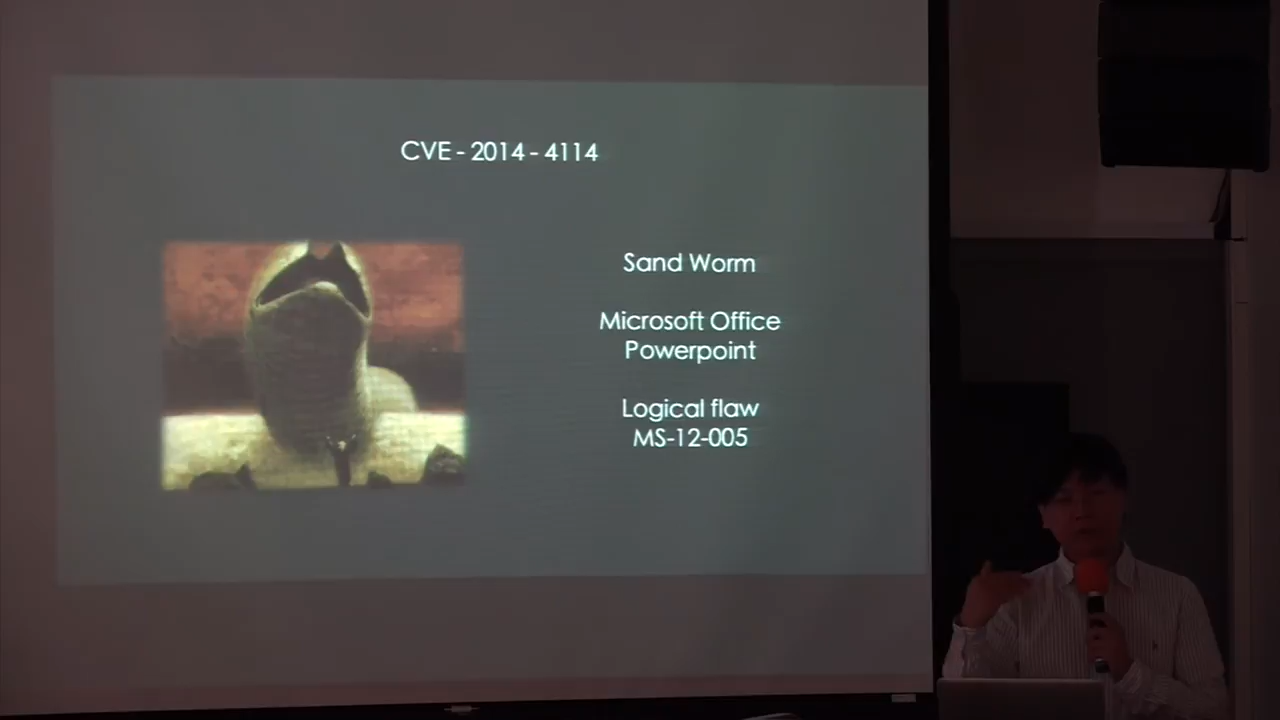 CVE - 2014 - 4114
Sand Worm
Microsoft Office
Powerpoint
Logical flaw
MS-12-005